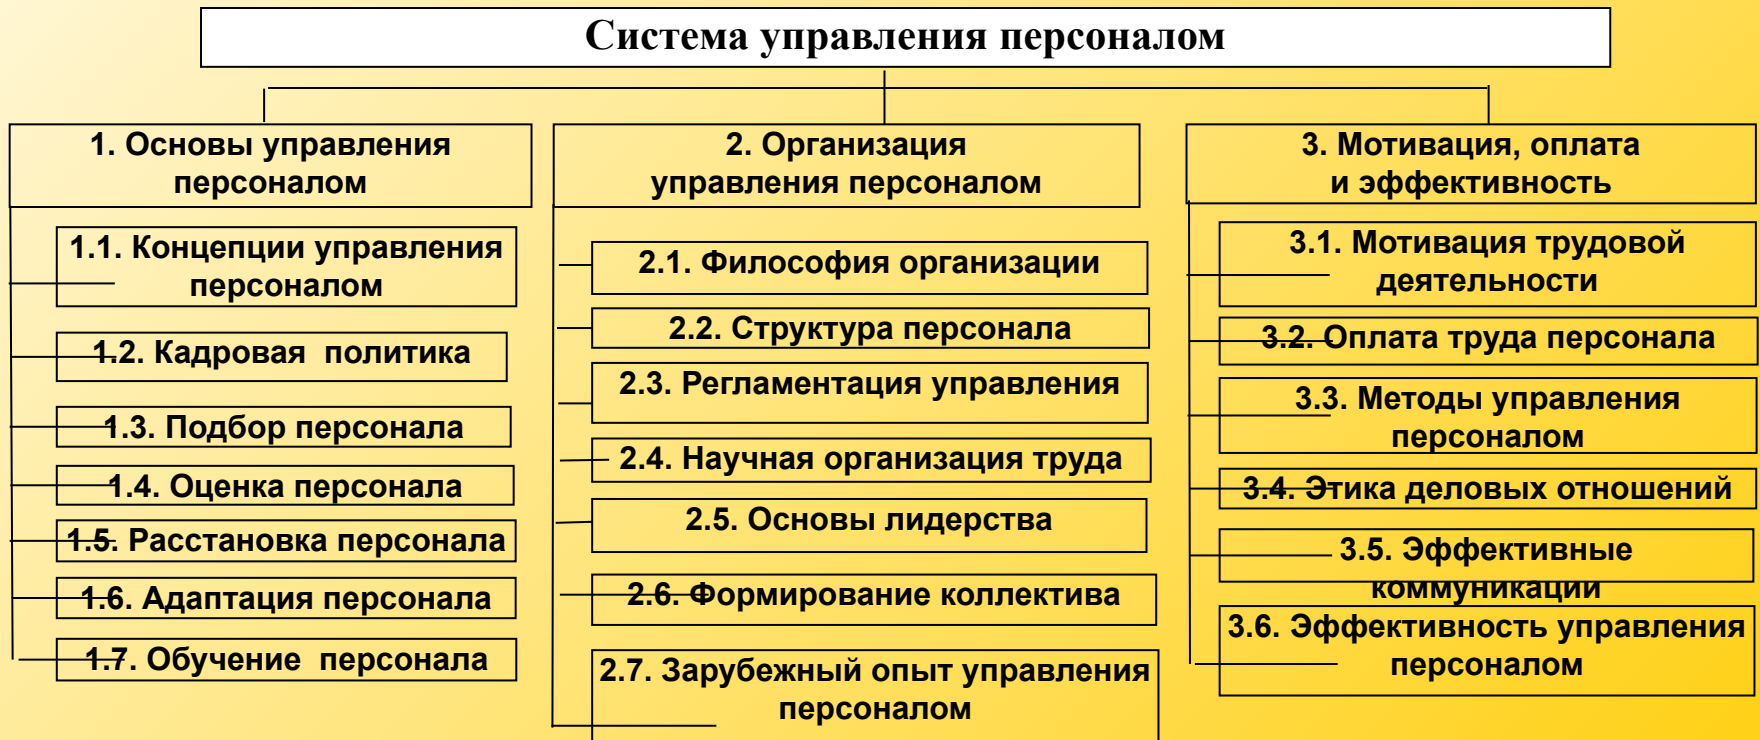 Система управления персоналом
1. Основы управления
персоналом
1.1. Концепции управления
персоналом
1.2. Кадровая политика
1.3. Подбор персонала
1.4. Оценка персонала
1.5. Расстановка персонала
1.6. Адаптация персонала
1.7. Обучение персонала
2. Организация
управления персоналом
2.1. Философия организации
2.2. Структура персонала
2.3. Регламентация управления
2.4. Научная организация труда
2.5. Основы лидерства
2.6. Формирование коллектива
2.7. Зарубежный опыт управления
персоналом
3. Мотивация, оплата
и эффективность
3.1. Мотивация трудовой
деятельности
3.2. Оплата труда персонала
3.3. Методы управления
персоналом
3.4. Этика деловых отношений
3.5. Эффективные
коммуникации
3.6. Эффективность управления
персоналом